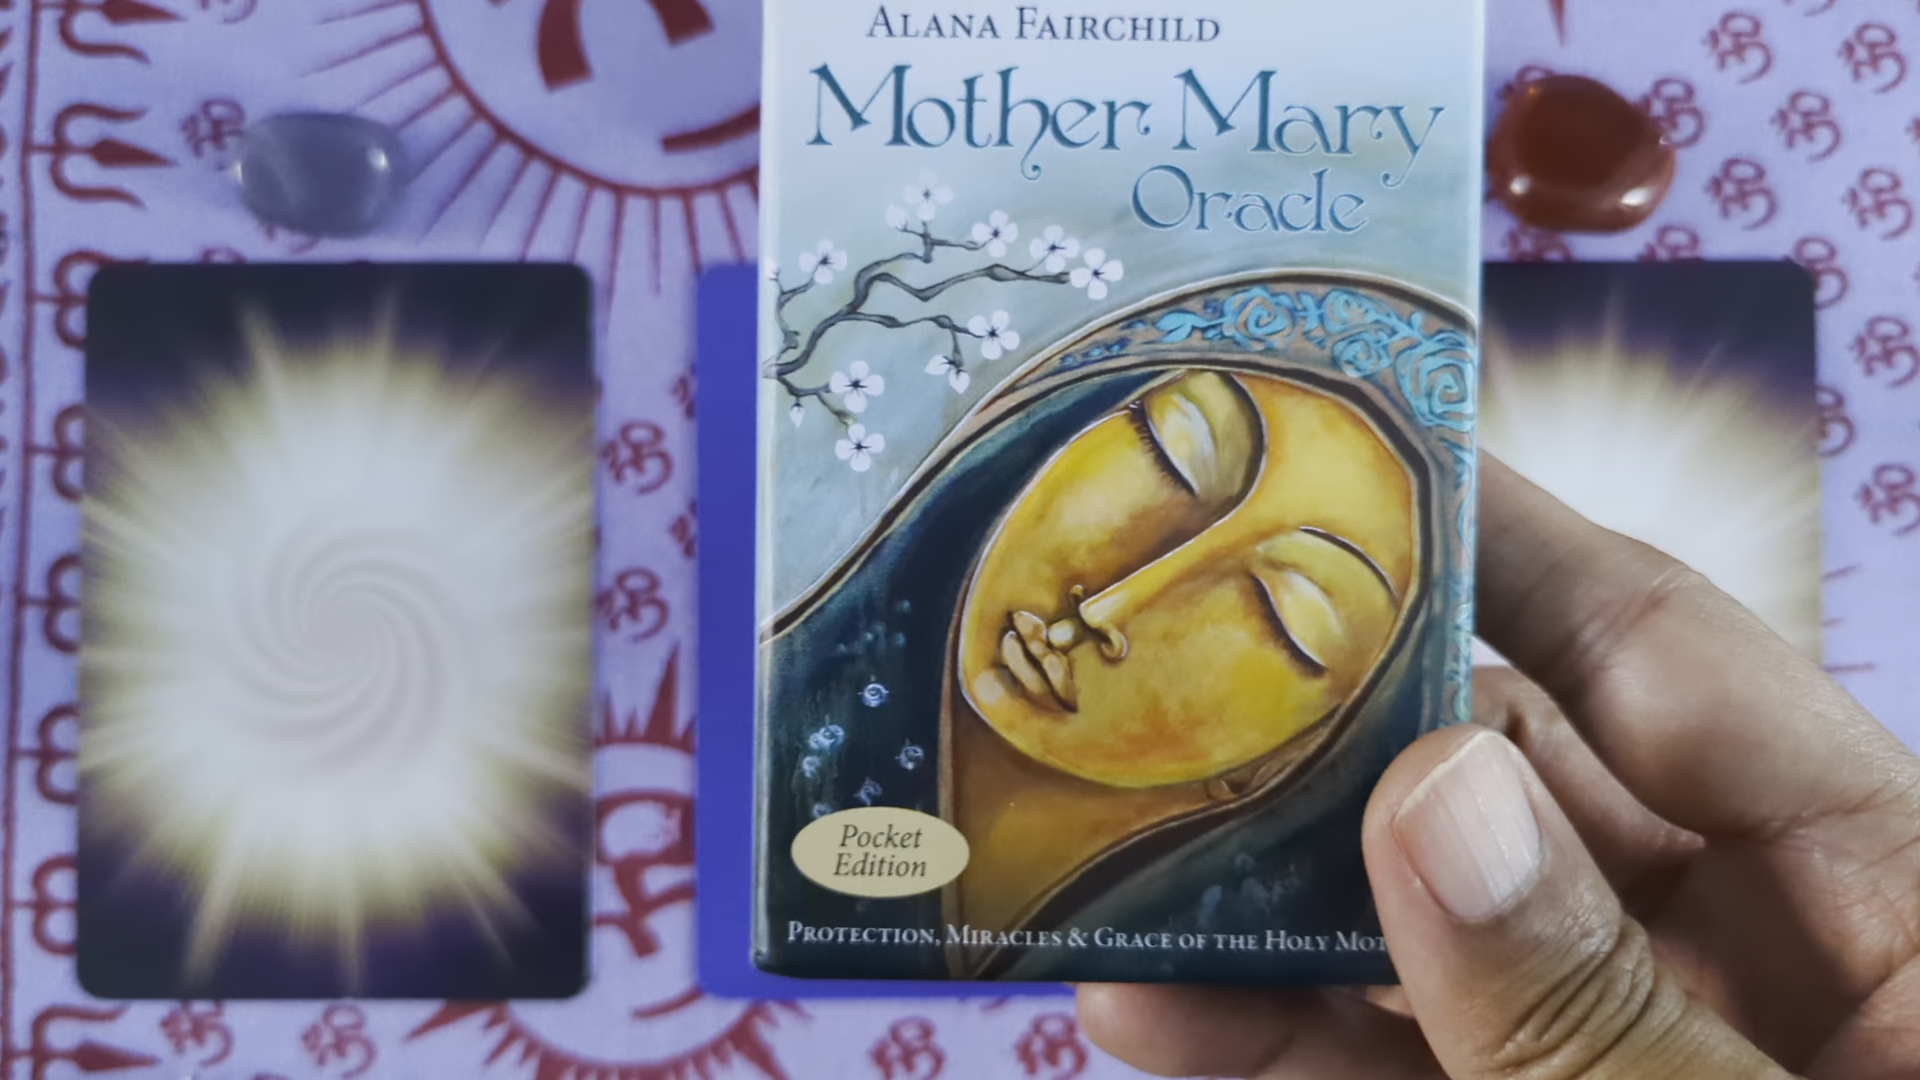 ALANA FAIRCHILD
Mother Mary
Oracle
Pocket
Edition
PROTECTION, MIRACLES & GRACE OF THE HOLY MOT